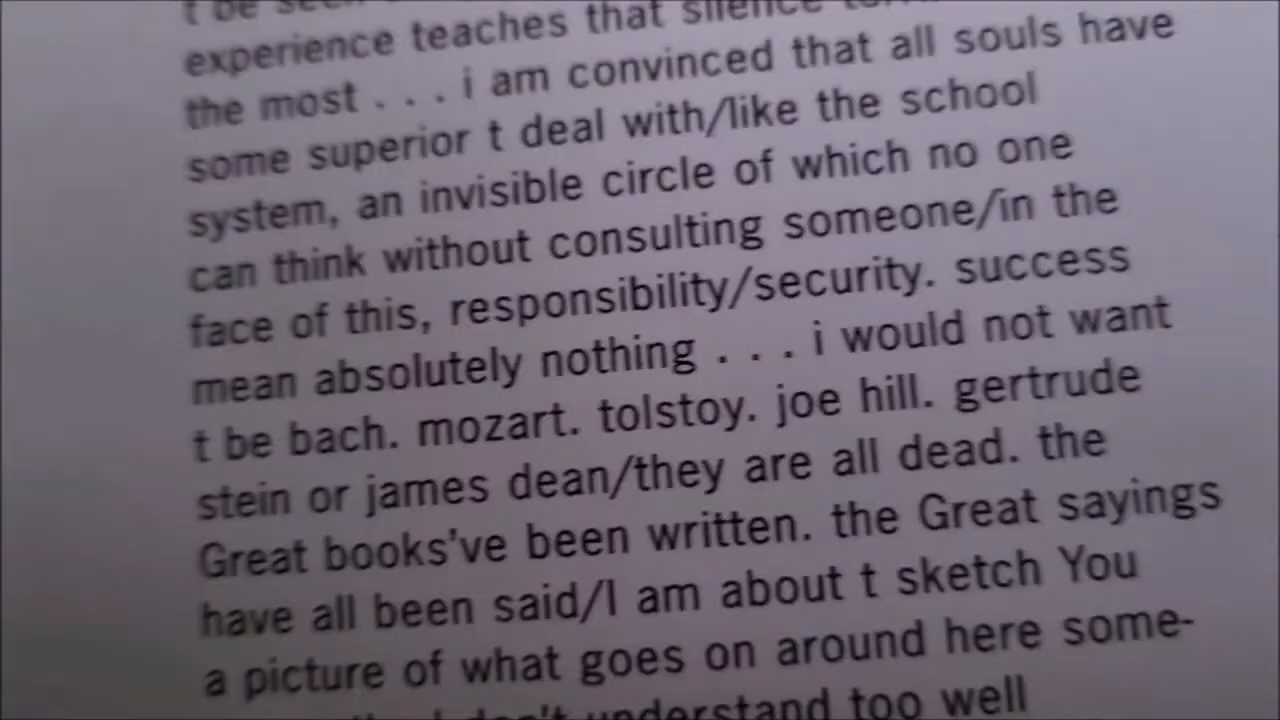 t be
experience teaches that silence
the most . . . i am convinced that all souls have
some superior t deal with/like the school
system, an invisible circle of which no one
can think without consulting someone/in the
face of this, responsibility/security. success
mean absolutely nothing . . . i would not want
t be bach. mozart. tolstoy. joe hill. gertrude
stein or james dean/they are all dead. the
Great books've been written. the Great sayings
have all been said/I am about t sketch You
a picture of what goes on around here some-
don't understand too well